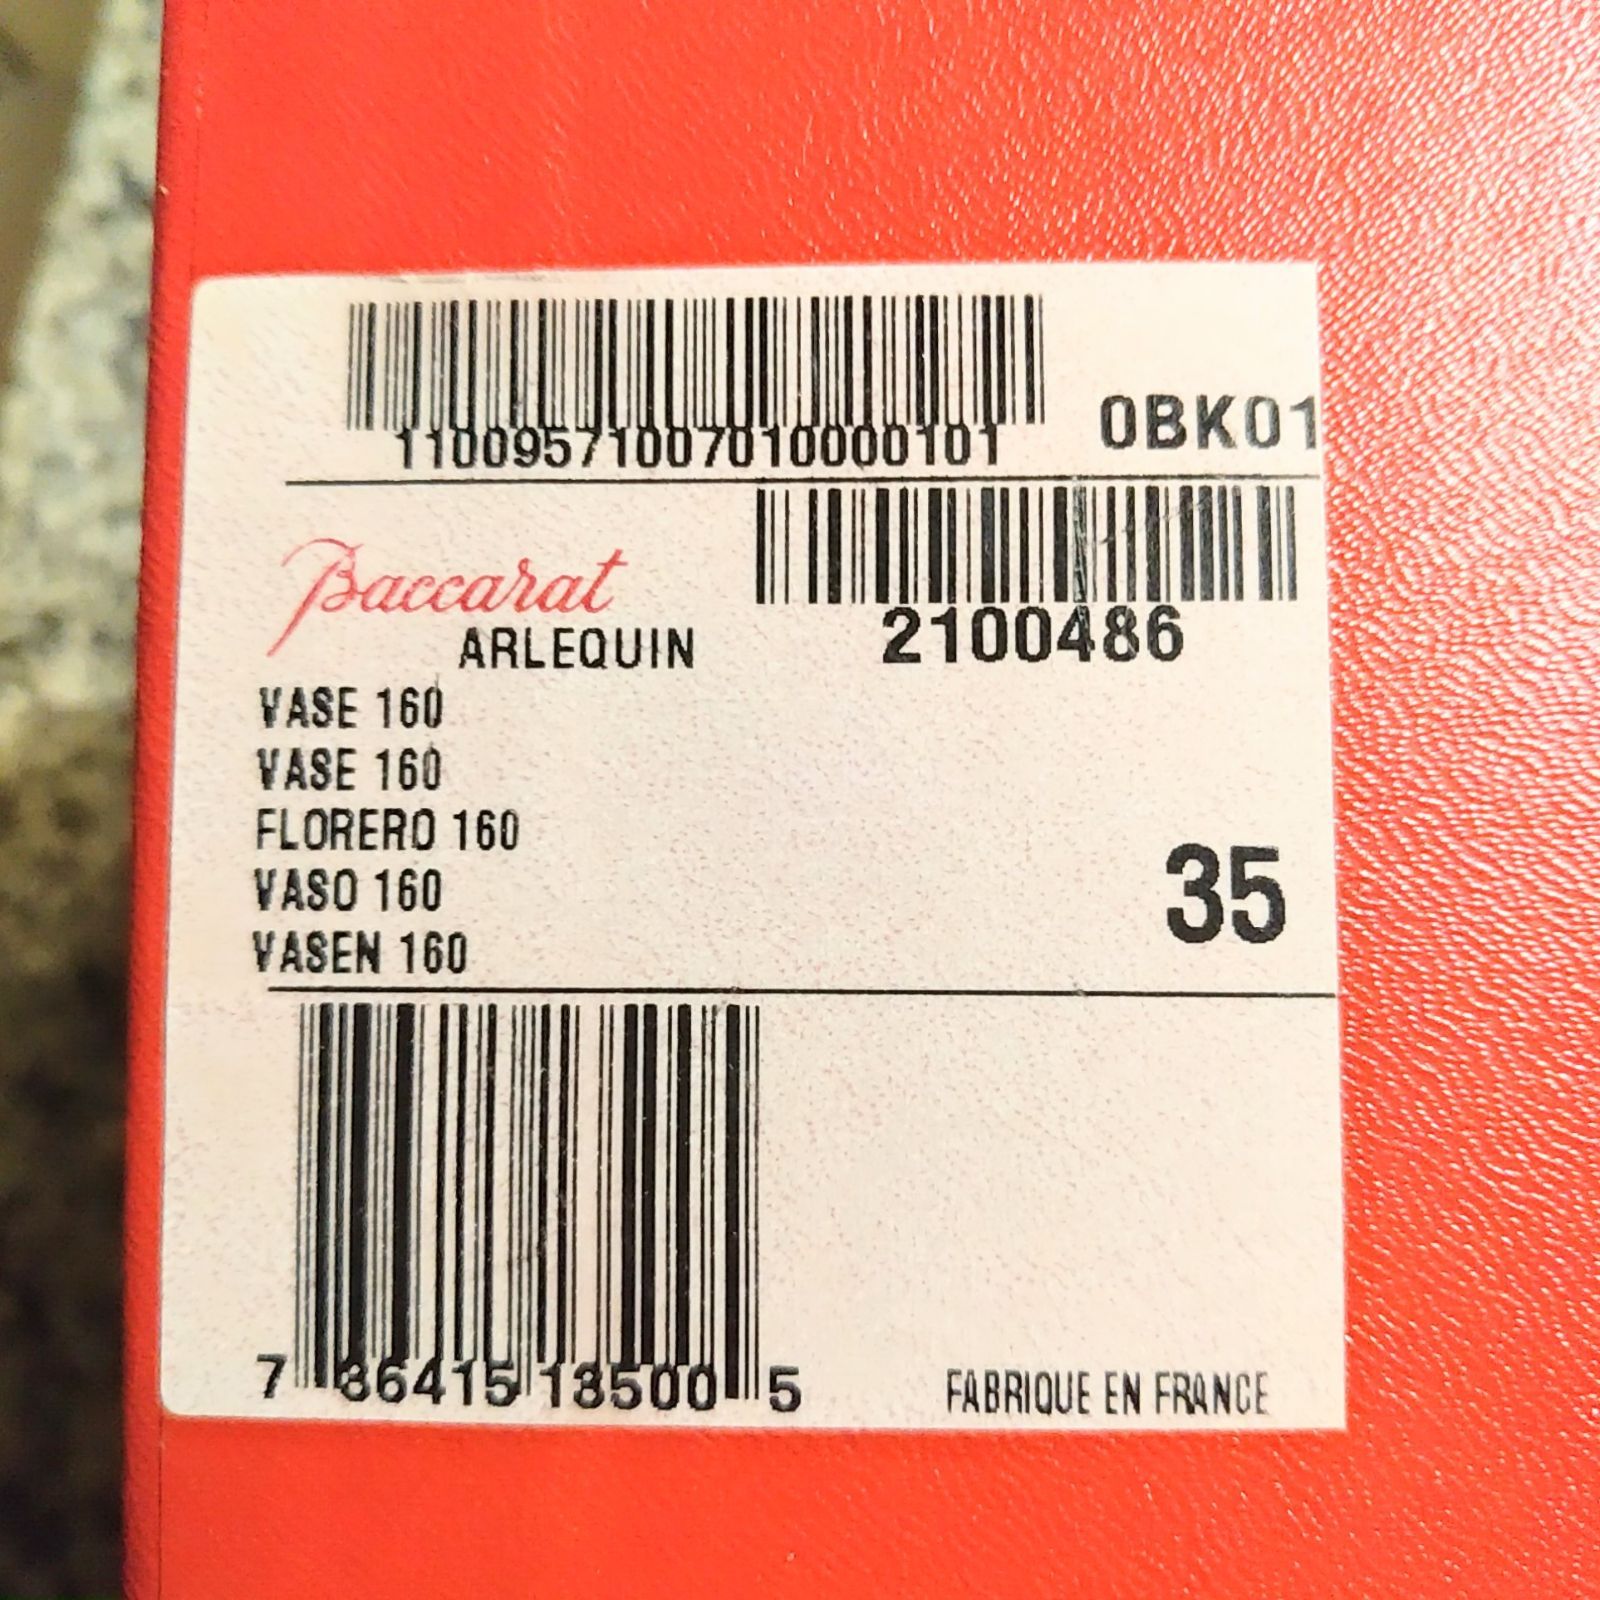 11009571007010000101
0BK01
Baccarat
ARLEQUIN
2100486
VASE 160
VASE 160
FLORERO 160
VASO 160
VASEN 160
35
7 36415 13500 5
FABRIQUE EN FRANCE